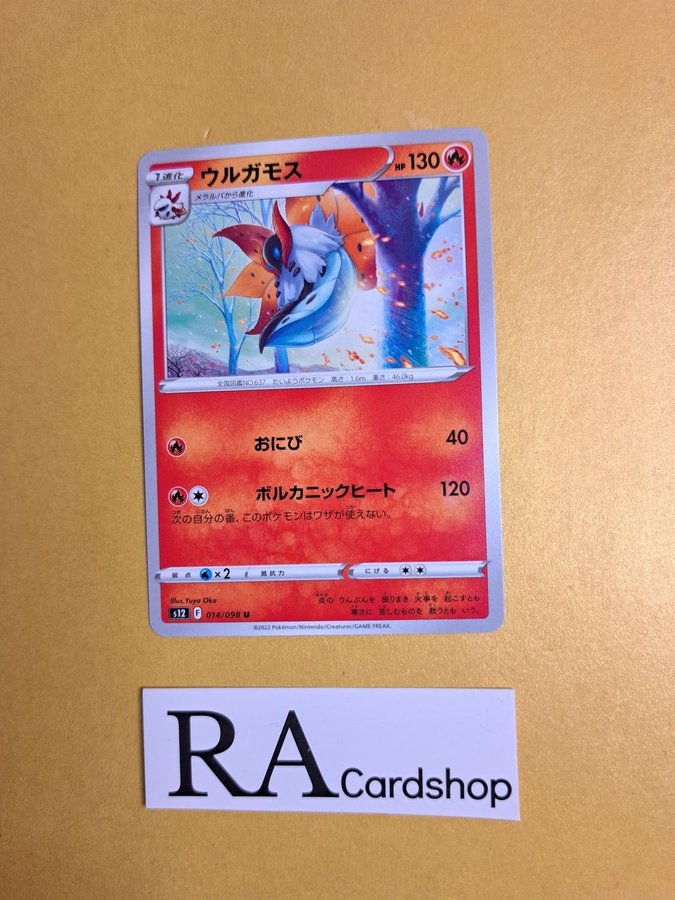 1進化 ウルガモス HP 130
メラルバから進化
全国図鑑NO.637 たいようポケモン 高さ:1.6m 重さ:46.0kg
おにび 40
ボルカニックヒート 120
次の自分の番、このポケモンはワザが使えない。
弱点 ×2 抵抗力 にげる
Illus.Yuya Oka
炎の りんぷんを 振りまき 火事を 起こすとも
s12 F 014/098 U
寒さに 苦しむものを 救うとも いう。
©2022 Pokémon/Nintendo/Creatures/GAME FREAK.
RA Cardshop